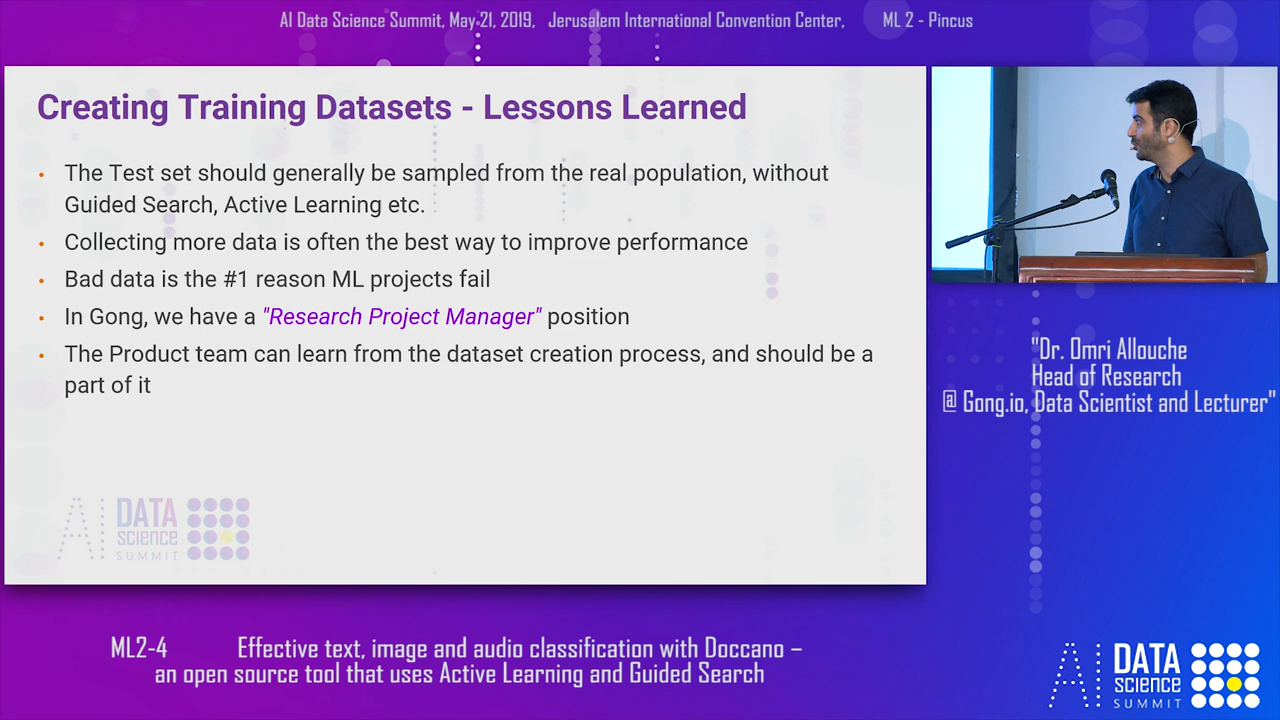 AI Data Science Summit, May 21, 2019, Jerusalem International Convention Center, ML 2 - Pincus
Creating Training Datasets - Lessons Learned
• The Test set should generally be sampled from the real population, without
Guided Search, Active Learning etc.
• Collecting more data is often the best way to improve performance
• Bad data is the #1 reason ML projects fail
• In Gong, we have a "Research Project Manager" position
• The Product team can learn from the dataset creation process, and should be a
part of it
AI DATA
science
SUMMIT
"Dr. Omri Allouche
Head of Research
@ Gong.io, Data Scientist and Lecturer"
ML2-4 Effective text, image and audio classification with Doccano –
an open source tool that uses Active Learning and Guided Search
AI DATA
science
SUMMIT